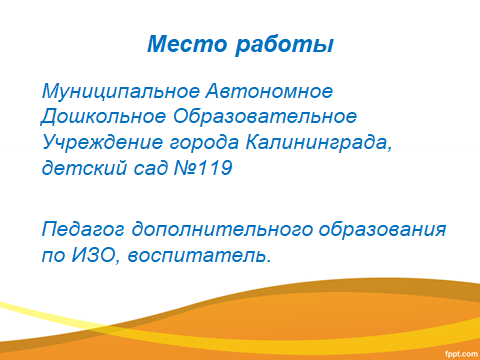 Место работы
Муниципальное Автономное
Дошкольное Образовательное
Учреждение города Калининграда,
детский сад №119
Педагог дополнительного образования
по ИЗО, воспитатель.
fppt.com